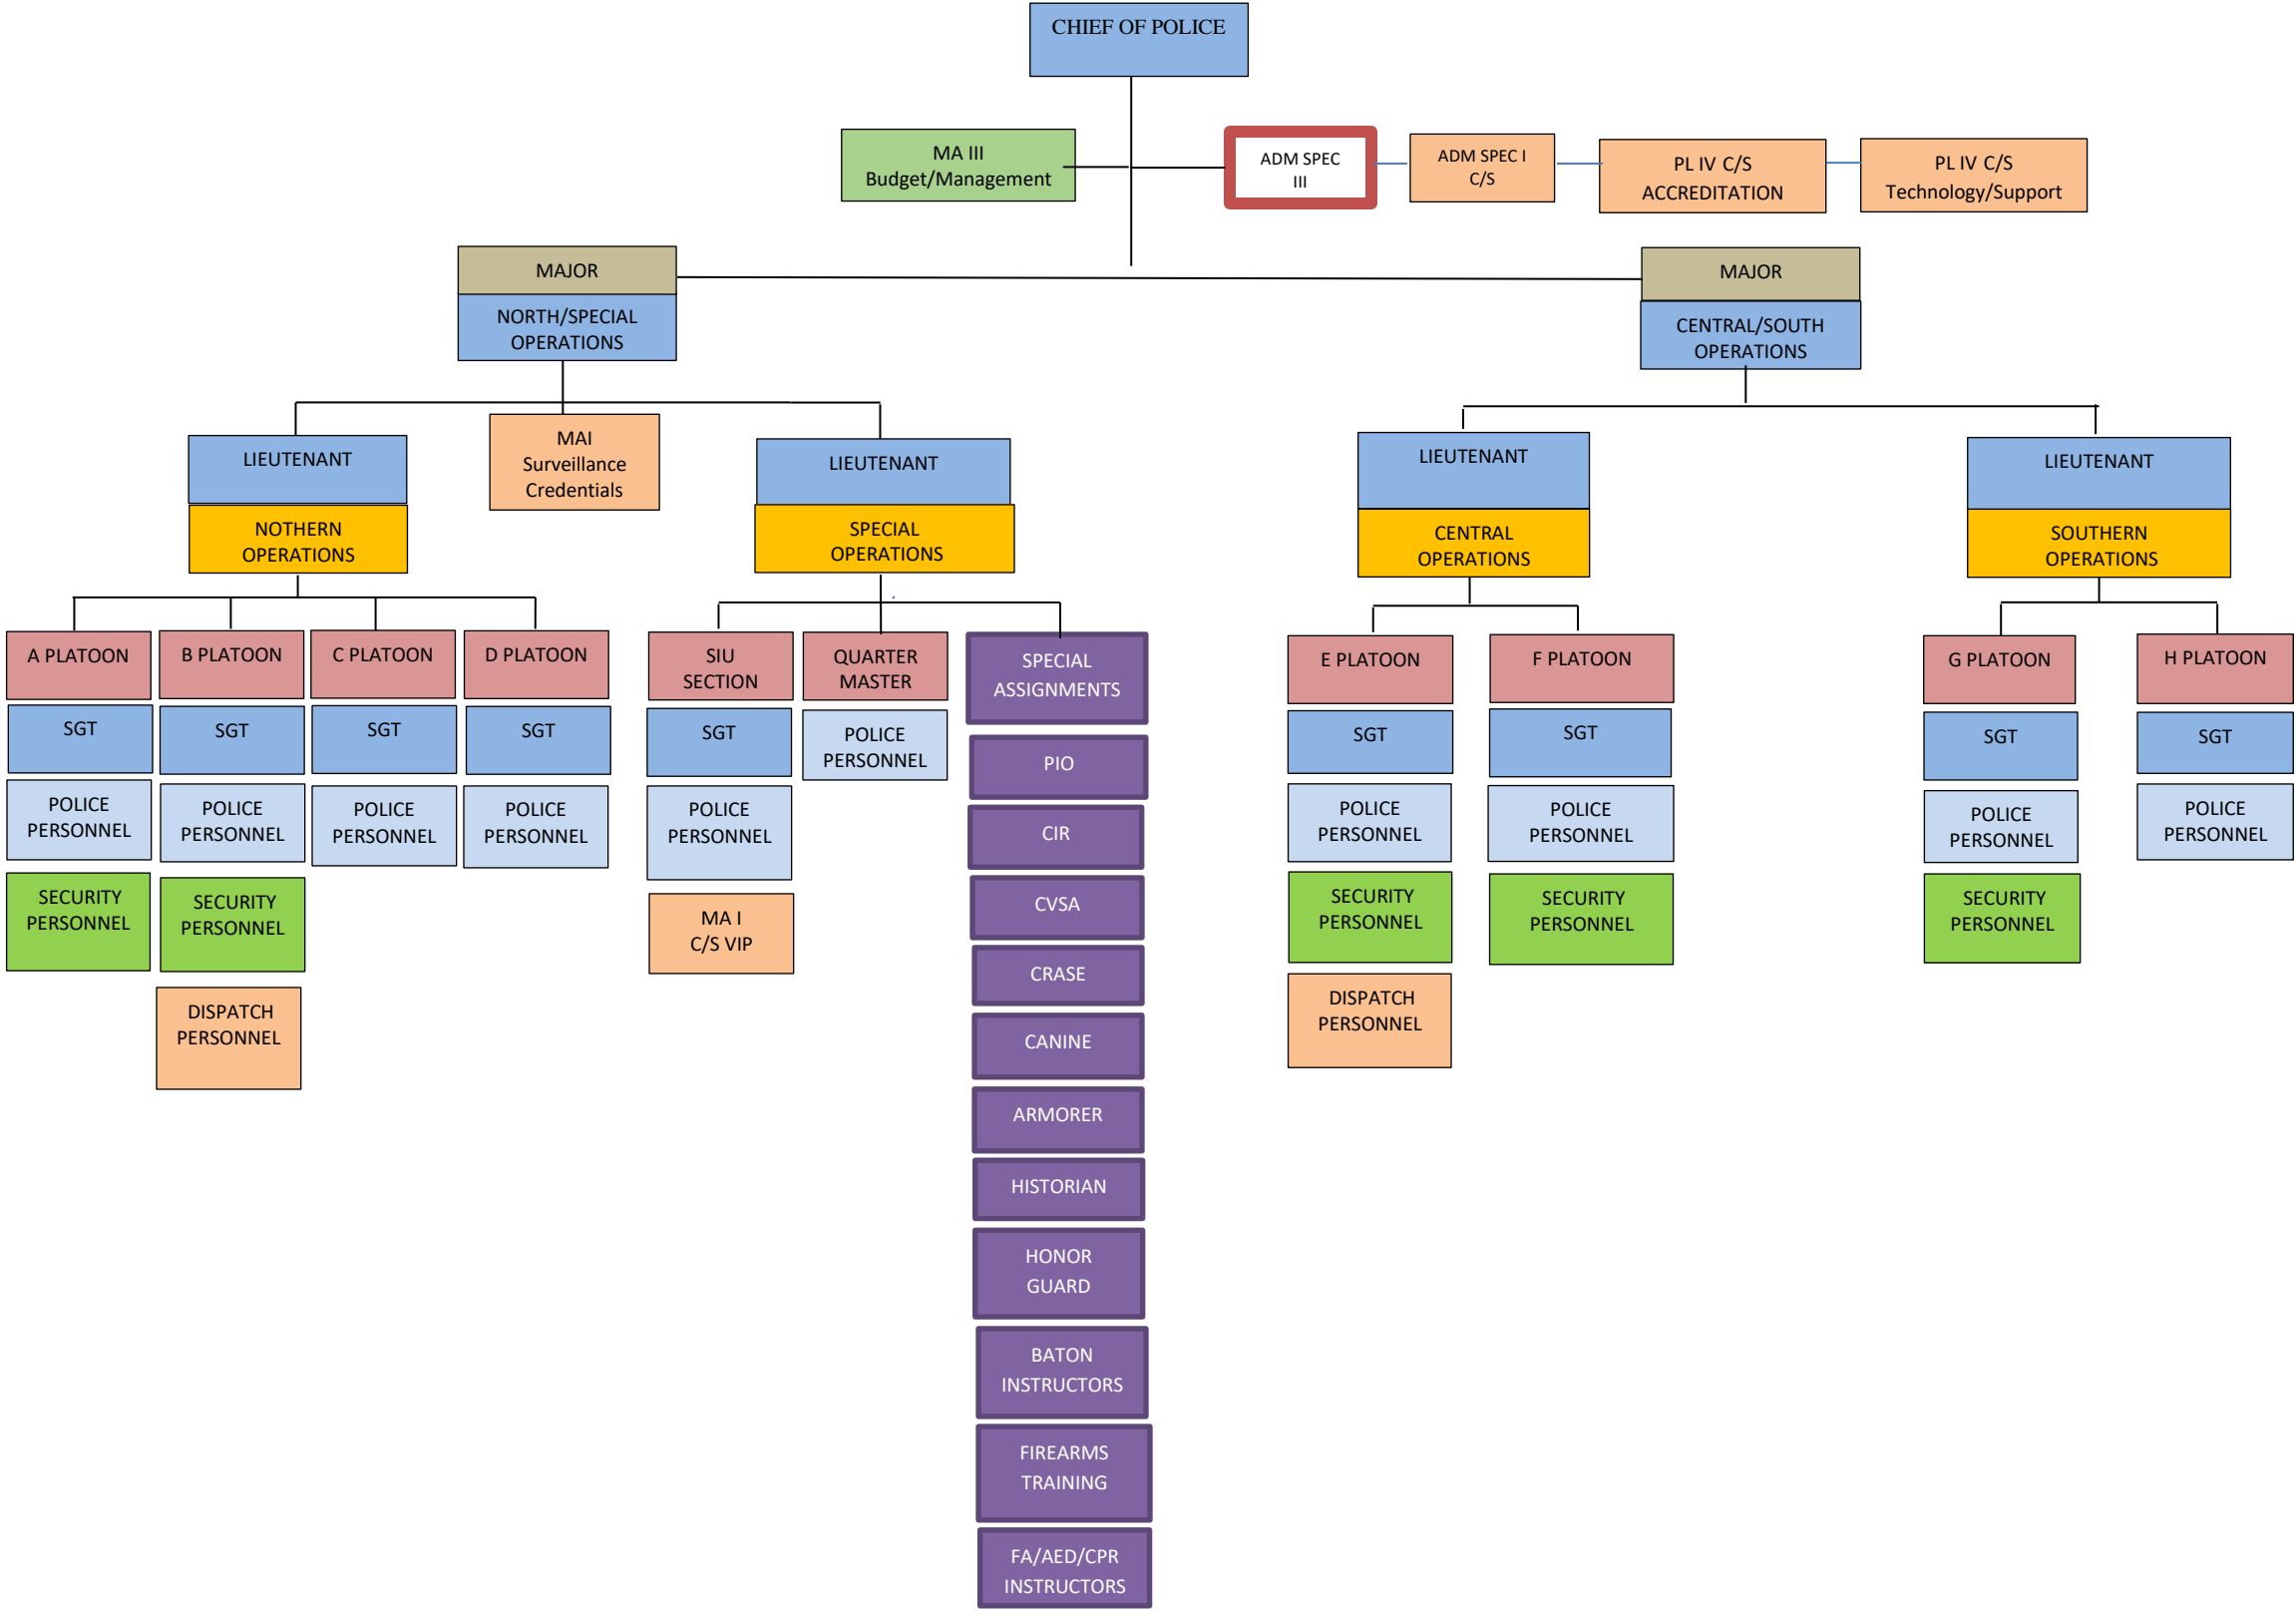 CHIEF OF POLICE
MA III
Budget/Management
ADM SPEC
III
ADM SPEC I
C/S
PL IV C/S
ACCREDITATION
PL IV C/S
Technology/Support
MAJOR
NORTH/SPECIAL
OPERATIONS
MAJOR
CENTRAL/SOUTH
OPERATIONS
LIEUTENANT
NOTHERN
OPERATIONS
MAI
Surveillance
Credentials
LIEUTENANT
SPECIAL
OPERATIONS
LIEUTENANT
CENTRAL
OPERATIONS
LIEUTENANT
SOUTHERN
OPERATIONS
A PLATOON
SGT
POLICE
PERSONNEL
SECURITY
PERSONNEL
B PLATOON
SGT
POLICE
PERSONNEL
SECURITY
PERSONNEL
DISPATCH
PERSONNEL
C PLATOON
SGT
POLICE
PERSONNEL
D PLATOON
SGT
POLICE
PERSONNEL
SIU
SECTION
SGT
POLICE
PERSONNEL
MA I
C/S VIP
QUARTER
MASTER
POLICE
PERSONNEL
SPECIAL
ASSIGNMENTS
PIO
CIR
CVSA
CRASE
CANINE
ARMORER
HISTORIAN
HONOR
GUARD
BATON
INSTRUCTORS
FIREARMS
TRAINING
FA/AED/CPR
INSTRUCTORS
E PLATOON
SGT
POLICE
PERSONNEL
SECURITY
PERSONNEL
DISPATCH
PERSONNEL
F PLATOON
SGT
POLICE
PERSONNEL
SECURITY
PERSONNEL
G PLATOON
SGT
POLICE
PERSONNEL
SECURITY
PERSONNEL
H PLATOON
SGT
POLICE
PERSONNEL